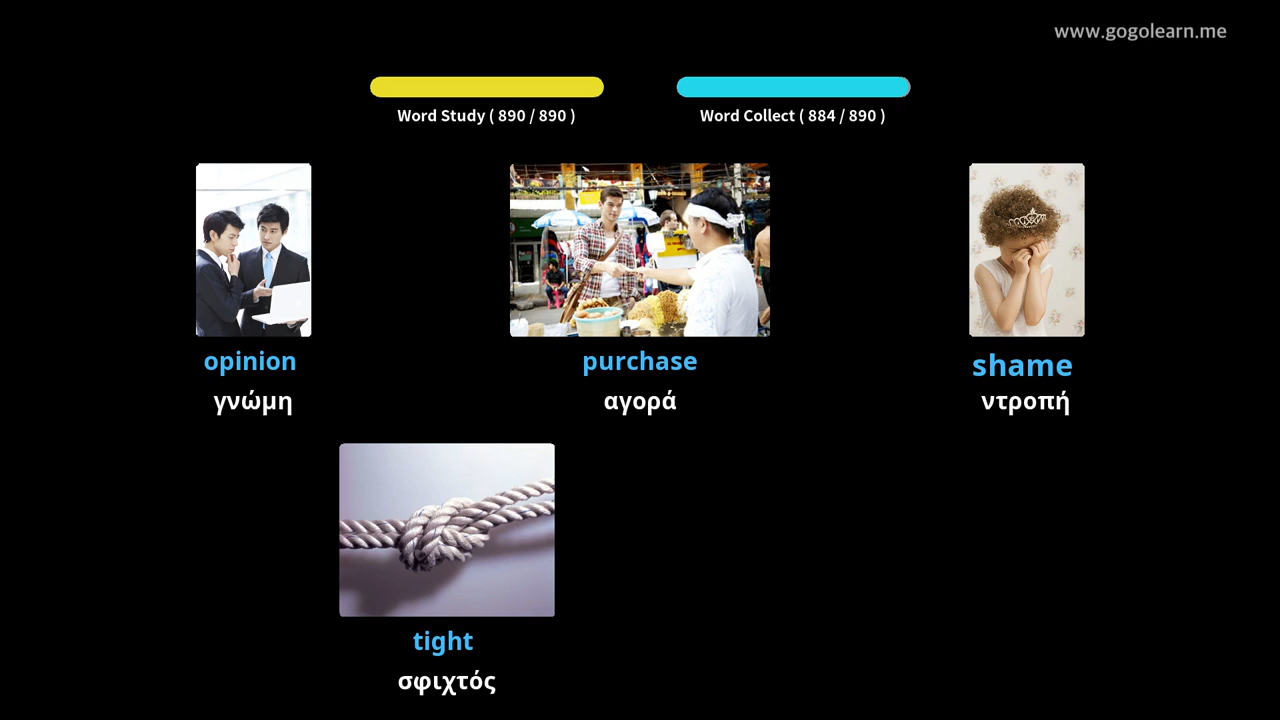 www.gogolearn.me
Word Study ( 890 / 890 )
Word Collect ( 884 / 890 )
opinion
γνώμη
purchase
αγορά
shame
ντροπή
tight
σφιχτός